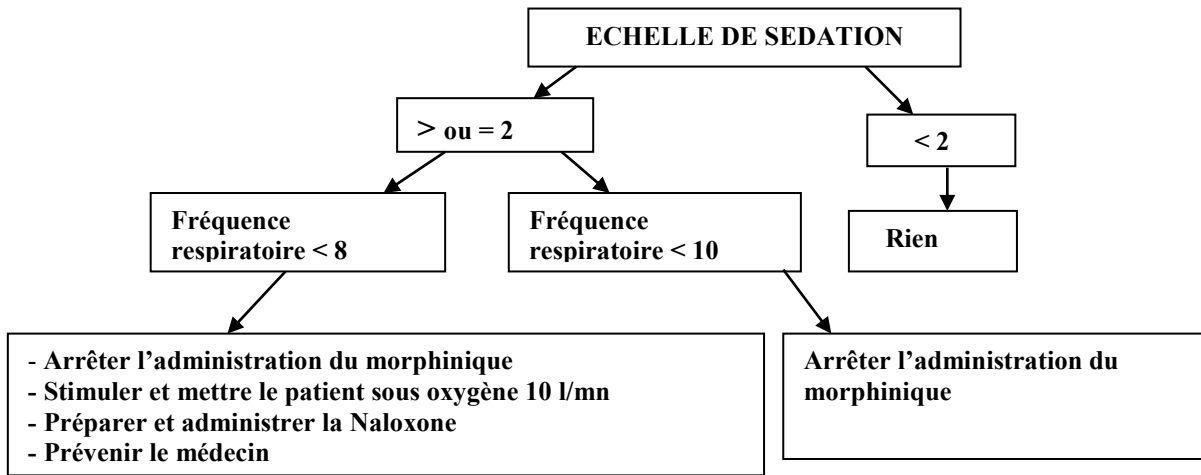 ECHELLE DE SEDATION
> ou = 2
< 2
Fréquence
respiratoire < 8
Fréquence
respiratoire < 10
Rien
- Arrêter l’administration du morphinique
- Stimuler et mettre le patient sous oxygène 10 l/mn
- Préparer et administrer la Naloxone
- Prévenir le médecin
Arrêter l’administration du
morphinique